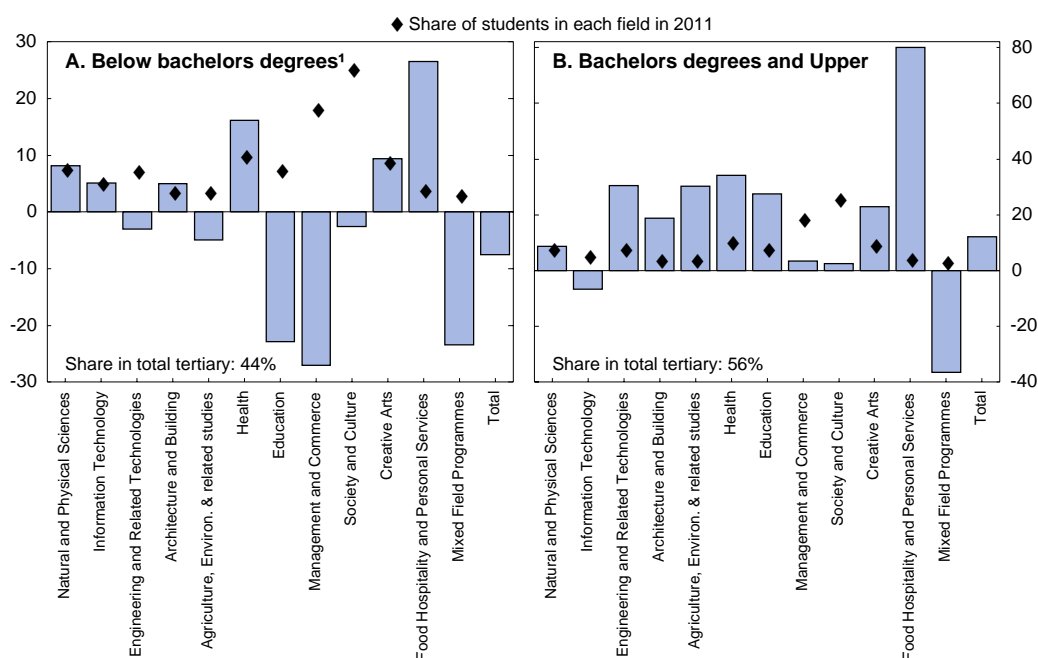 Share of students in each field in 2011
A. Below bachelors degrees¹
30
20
10
0
-10
-20
-30
Share in total tertiary: 44%
Natural and Physical Sciences
Information Technology
Engineering and Related Technologies
Architecture and Building
Agriculture, Environ. & related studies
Health
Education
Management and Commerce
Society and Culture
Creative Arts
Food Hospitality and Personal Services
Mixed Field Programmes
Total
B. Bachelors degrees and Upper
80
60
40
20
0
-20
-40
Share in total tertiary: 56%
Natural and Physical Sciences
Information Technology
Engineering and Related Technologies
Architecture and Building
Agriculture, Environ. & related studies
Health
Education
Management and Commerce
Society and Culture
Creative Arts
Food Hospitality and Personal Services
Mixed Field Programmes
Total